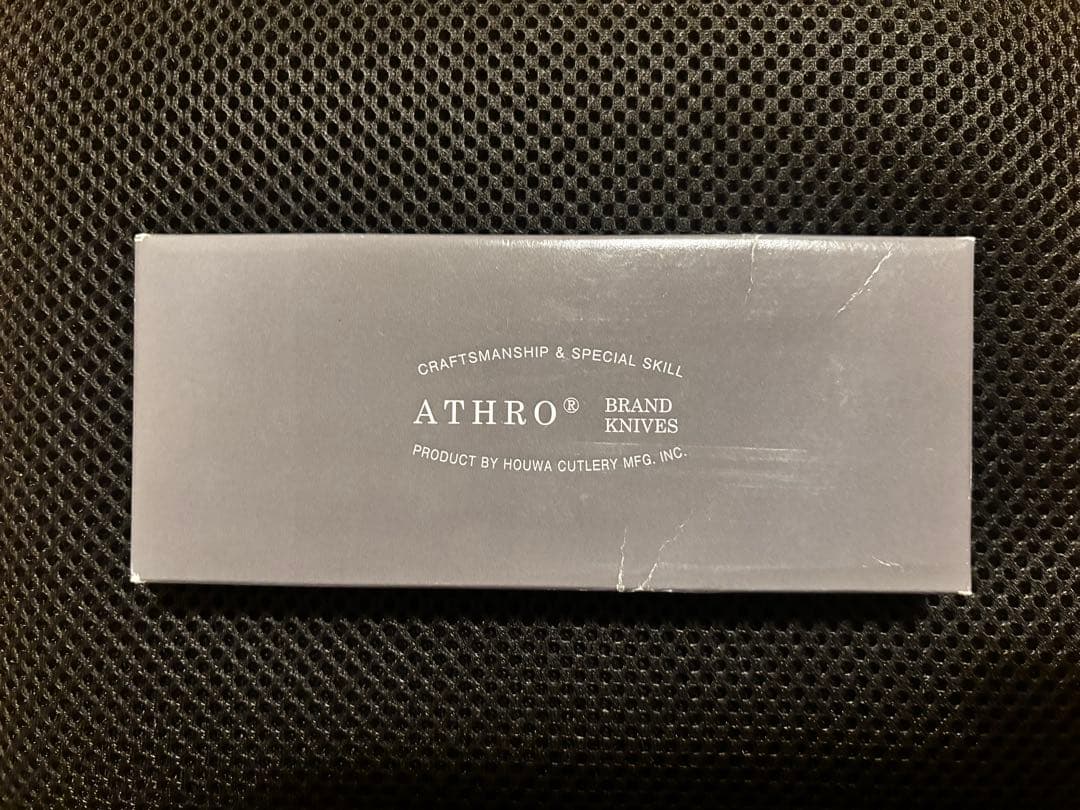 CRAFTSMANSHIP & SPECIAL SKILL
ATHRO® BRAND KNIVES
PRODUCT BY HOUWA CUTLERY MFG. INC.